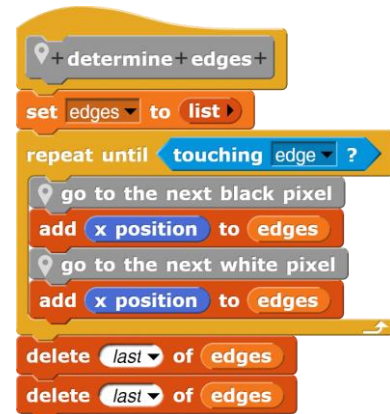 +determine+edges+
set edges to list
repeat until touching edge ?
go to the next black pixel
add x position to edges
go to the next white pixel
add x position to edges
delete last of edges
delete last of edges